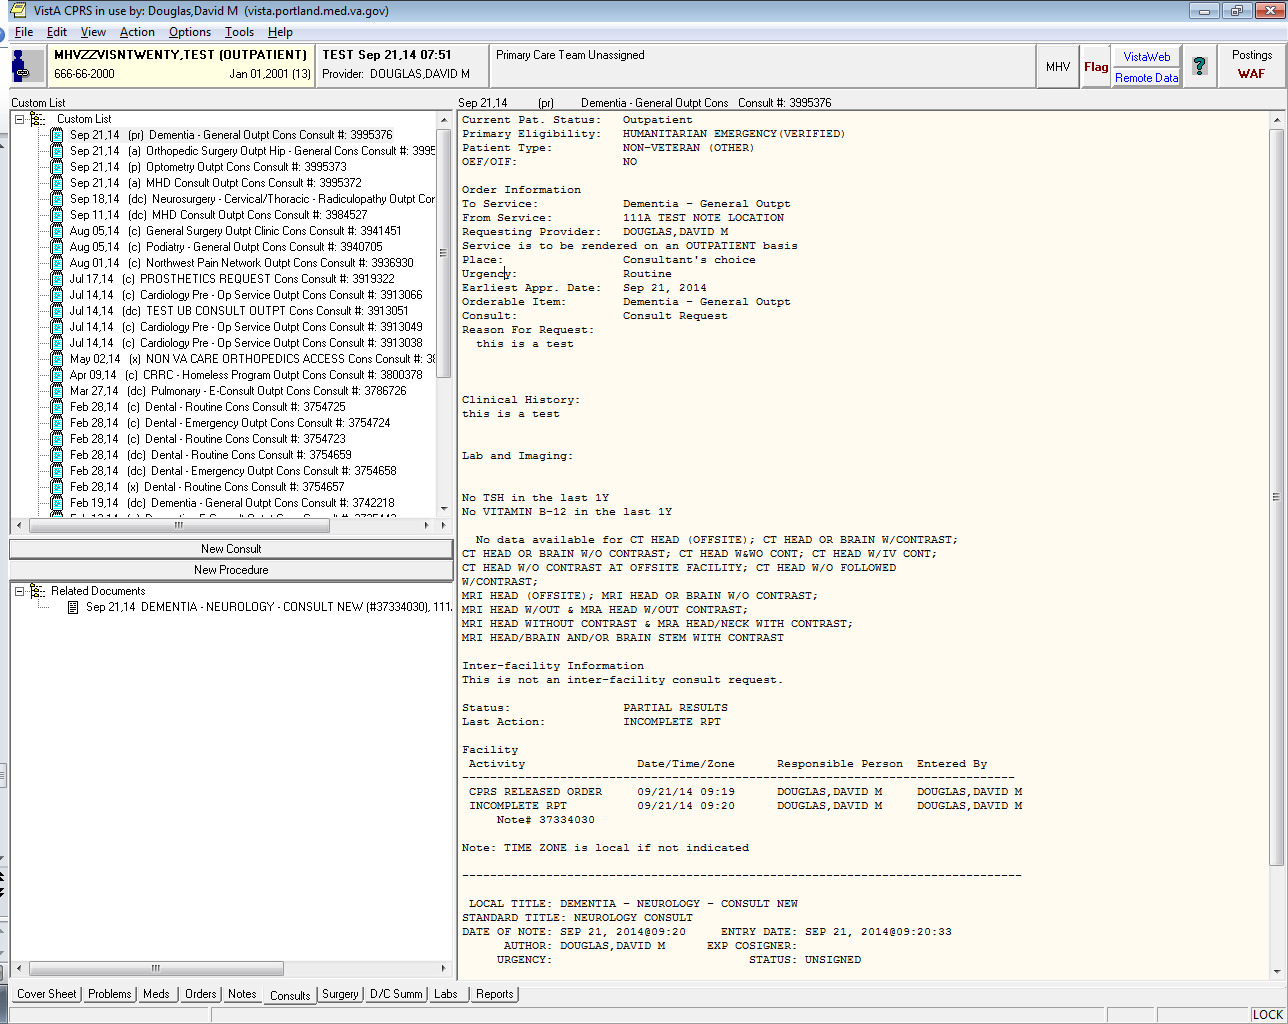 VistA CPRS in use by: Douglas,David M  (vista.portland.med.va.gov)
File Edit View Action Options Tools Help
MHVZZVISNTWENTY,TEST (OUTPATIENT)
666-66-2000 Jan 01,2001 (13)
TEST Sep 21,14 07:51
Provider: DOUGLAS,DAVID M
Primary Care Team Unassigned
MHV
Flag
VistaWeb
Remote Data
?
Postings
WAF
Custom List
Custom List
Sep 21,14 (pr) Dementia - General Outpt Cons Consult #: 3995376
Sep 21,14 (a) Orthopedic Surgery Outpt Hip - General Cons Consult #: 3995
Sep 21,14 (p) Optometry Outpt Cons Consult #: 3995373
Sep 21,14 (a) MHD Consult Outpt Cons Consult #: 3995372
Sep 18,14 (dc) Neurosurgery - Cervical/Thoracic - Radiculopathy Outpt Cor
Sep 11,14 (dc) MHD Consult Outpt Cons Consult #: 3984527
Aug 05,14 (c) General Surgery Outpt Clinic Cons Consult #: 3941451
Aug 05,14 (c) Podiatry - General Outpt Cons Consult #: 3940705
Aug 01,14 (c) Northwest Pain Network Outpt Cons Consult #: 3936930
Jul 17,14 (c) PROSTHETICS REQUEST Cons Consult #: 3919322
Jul 14,14 (c) Cardiology Pre - Op Service Outpt Cons Consult #: 3913066
Jul 14,14 (dc) TEST UB CONSULT OUTPT Cons Consult #: 3913051
Jul 14,14 (c) Cardiology Pre - Op Service Outpt Cons Consult #: 3913049
Jul 14,14 (c) Cardiology Pre - Op Service Outpt Cons Consult #: 3913038
May 02,14 (x) NON VA CARE ORTHOPEDICS ACCESS Cons Consult #: 38
Apr 09,14 (c) CRRC - Homeless Program Outpt Cons Consult #: 3800378
Mar 27,14 (dc) Pulmonary - E-Consult Outpt Cons Consult #: 3786726
Feb 28,14 (c) Dental - Routine Cons Consult #: 3754725
Feb 28,14 (c) Dental - Emergency Outpt Cons Consult #: 3754724
Feb 28,14 (c) Dental - Routine Cons Consult #: 3754723
Feb 28,14 (dc) Dental - Routine Cons Consult #: 3754659
Feb 28,14 (dc) Dental - Emergency Outpt Cons Consult #: 3754658
Feb 28,14 (x) Dental - Routine Cons Consult #: 3754657
Feb 19,14 (dc) Dementia - General Outpt Cons Consult #: 3742218
New Consult
New Procedure
Related Documents
Sep 21,14 DEMENTIA - NEUROLOGY - CONSULT NEW (#37334030), 111.
Sep 21,14 (pr) Dementia - General Outpt Cons Consult #: 3995376
Current Pat. Status: Outpatient
Primary Eligibility: HUMANITARIAN EMERGENCY(VERIFIED)
Patient Type: NON-VETERAN (OTHER)
OEF/OIF: NO
Order Information
To Service: Dementia - General Outpt
From Service: 111A TEST NOTE LOCATION
Requesting Provider: DOUGLAS,DAVID M
Service is to be rendered on an OUTPATIENT basis
Place: Consultant's choice
Urgency: Routine
Earliest Appr. Date: Sep 21, 2014
Orderable Item: Dementia - General Outpt
Consult: Consult Request
Reason For Request:
this is a test
Clinical History:
this is a test
Lab and Imaging:
No TSH in the last 1Y
No VITAMIN B-12 in the last 1Y
No data available for CT HEAD (OFFSITE); CT HEAD OR BRAIN W/CONTRAST;
CT HEAD OR BRAIN W/O CONTRAST; CT HEAD W&WO CONT; CT HEAD W/IV CONT;
CT HEAD W/O CONTRAST AT OFFSITE FACILITY; CT HEAD W/O FOLLOWED
W/CONTRAST;
MRI HEAD (OFFSITE); MRI HEAD OR BRAIN W/O CONTRAST;
MRI HEAD W/OUT & MRA HEAD W/OUT CONTRAST;
MRI HEAD WITHOUT CONTRAST & MRA HEAD/NECK WITH CONTRAST;
MRI HEAD/BRAIN AND/OR BRAIN STEM WITH CONTRAST
Inter-facility Information
This is not an inter-facility consult request.
Status: PARTIAL RESULTS
Last Action: INCOMPLETE RPT
Facility
Activity Date/Time/Zone Responsible Person Entered By
CPRS RELEASED ORDER 09/21/14 09:19 DOUGLAS,DAVID M DOUGLAS,DAVID M
INCOMPLETE RPT 09/21/14 09:20 DOUGLAS,DAVID M DOUGLAS,DAVID M
Note# 37334030
Note: TIME ZONE is local if not indicated
LOCAL TITLE: DEMENTIA - NEUROLOGY - CONSULT NEW
STANDARD TITLE: NEUROLOGY CONSULT
DATE OF NOTE: SEP 21, 2014@09:20 ENTRY DATE: SEP 21, 2014@09:20:33
AUTHOR: DOUGLAS,DAVID M EXP COSIGNER:
URGENCY: STATUS: UNSIGNED
Cover Sheet Problems Meds Orders Notes Consults Surgery D/C Summ Labs Reports
LOCK